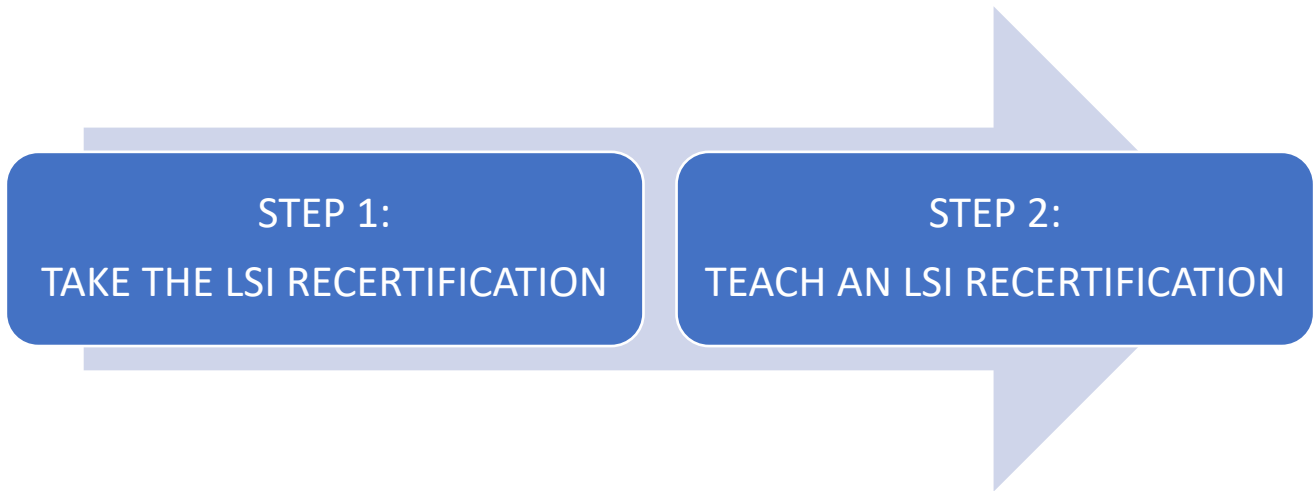 STEP 1:
TAKE THE LSI RECERTIFICATION
STEP 2:
TEACH AN LSI RECERTIFICATION